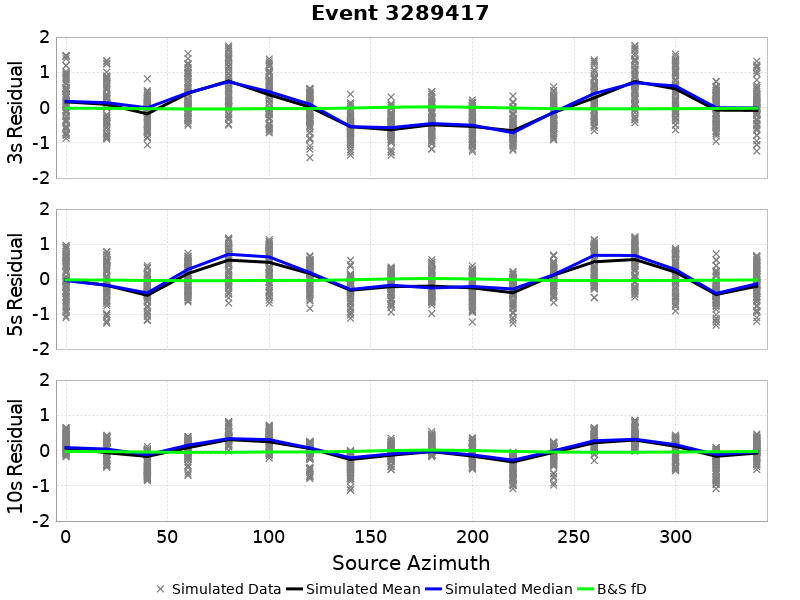 Event 3289417
3s Residual
2
1
0
-1
-2
5s Residual
2
1
0
-1
-2
10s Residual
2
1
0
-1
-2
0 50 100 150 200 250 300
Source Azimuth
Simulated Data Simulated Mean Simulated Median B&S fD